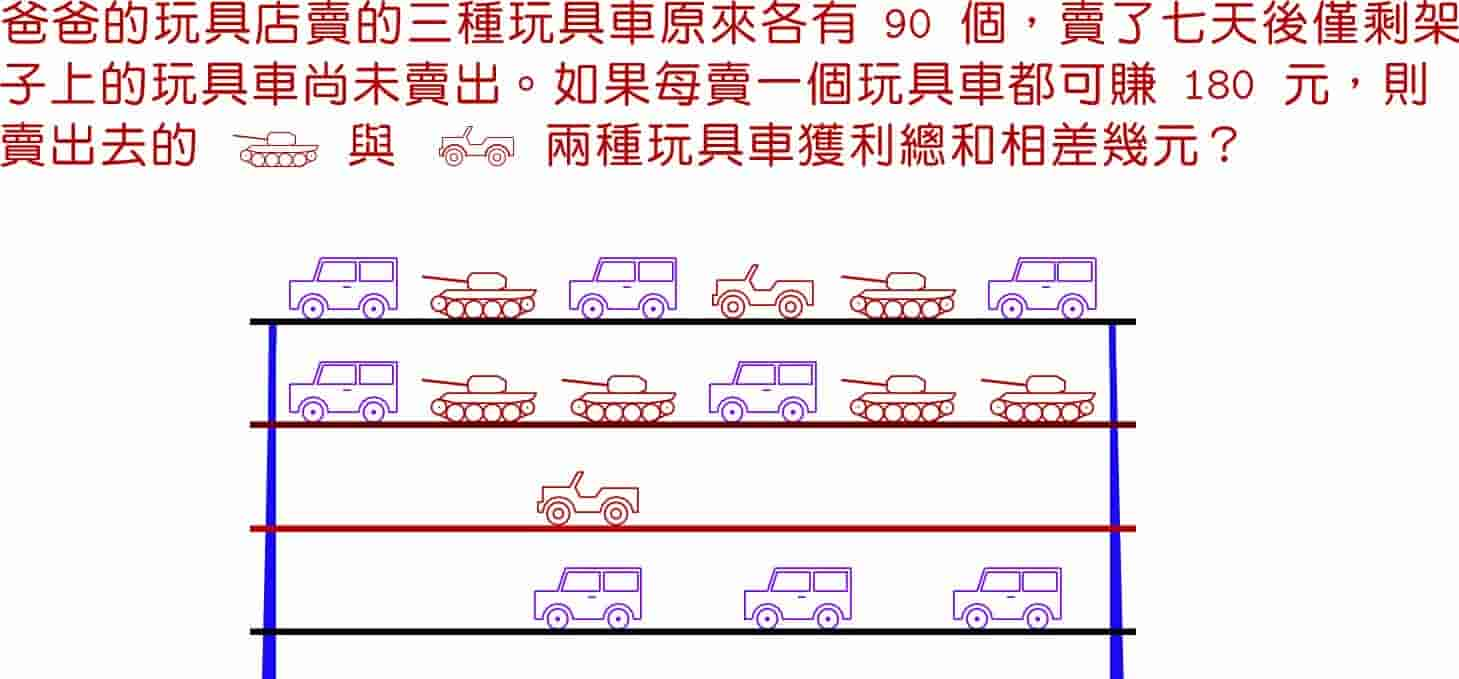 爸爸的玩具店賣的三種玩具車原來各有 90 個，賣了七天後僅剩架
子上的玩具車尚未賣出。如果每賣一個玩具車都可賺 180 元，則
賣出去的 與 兩種玩具車獲利總和相差幾元？